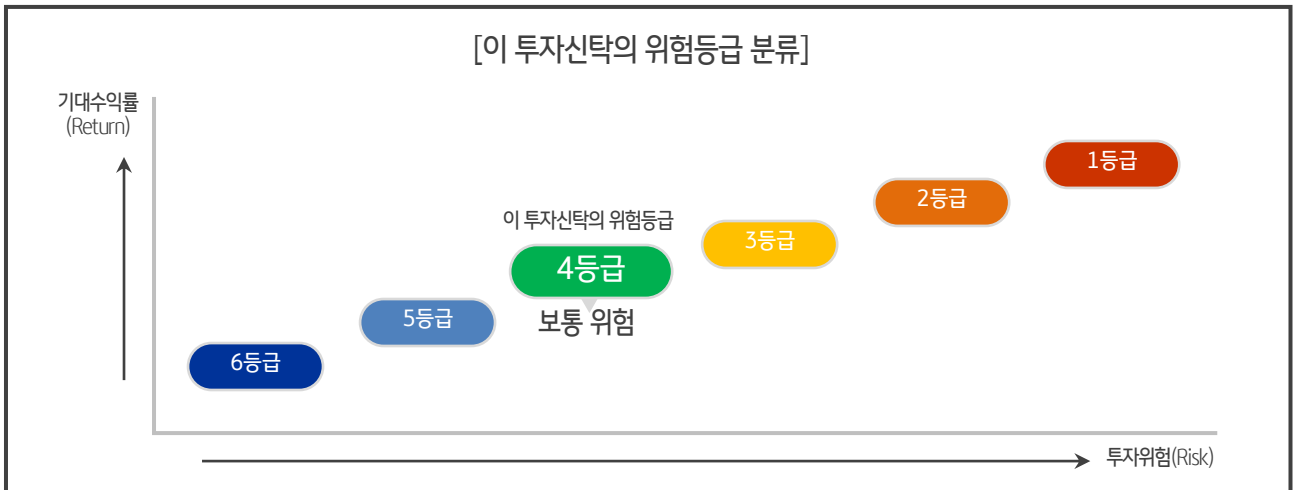 [이 투자신탁의 위험등급 분류]
기대수익률
(Return)
1등급
2등급
이 투자신탁의 위험등급
3등급
4등급
5등급
보통 위험
6등급
투자위험(Risk)